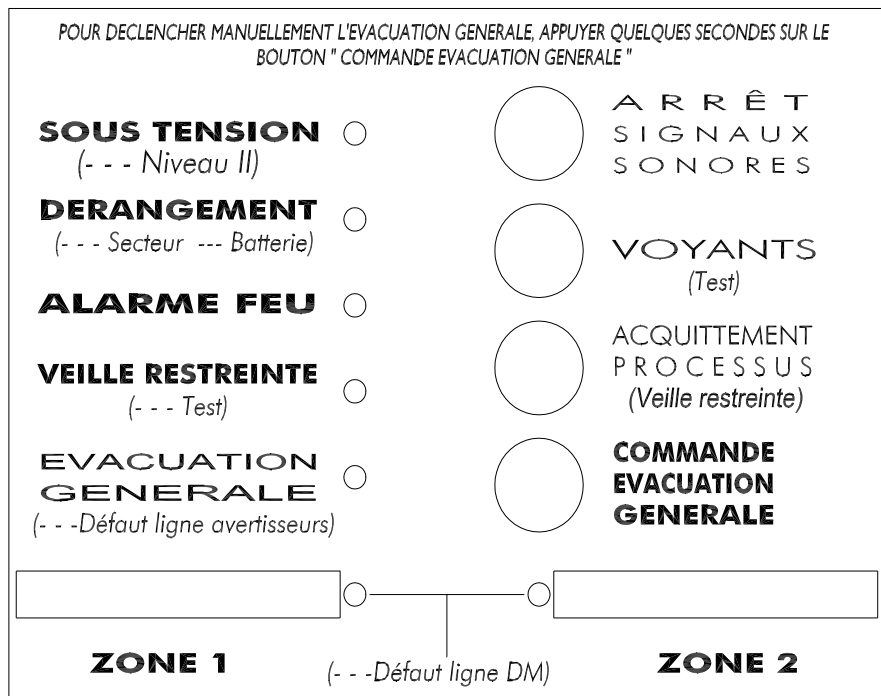 POUR DECLENCHER MANUELLEMENT L'EVACUATION GENERALE, APPUYER QUELQUES SECONDES SUR LE
BOUTON " COMMANDE EVACUATION GENERALE "
SOUS TENSION
(- - - Niveau II)
DERANGEMENT
(- - - Secteur --- Batterie)
ALARME FEU
VEILLE RESTREINTE
(- - - Test)
EVACUATION
GENERALE
(- - -Défaut ligne avertisseurs)
ARRÊT
SIGNAUX
SONORES
VOYANTS
(Test)
ACQUITTEMENT
PROCESSUS
(Veille restreinte)
COMMANDE
EVACUATION
GENERALE
ZONE 1
(- - -Défaut ligne DM)
ZONE 2